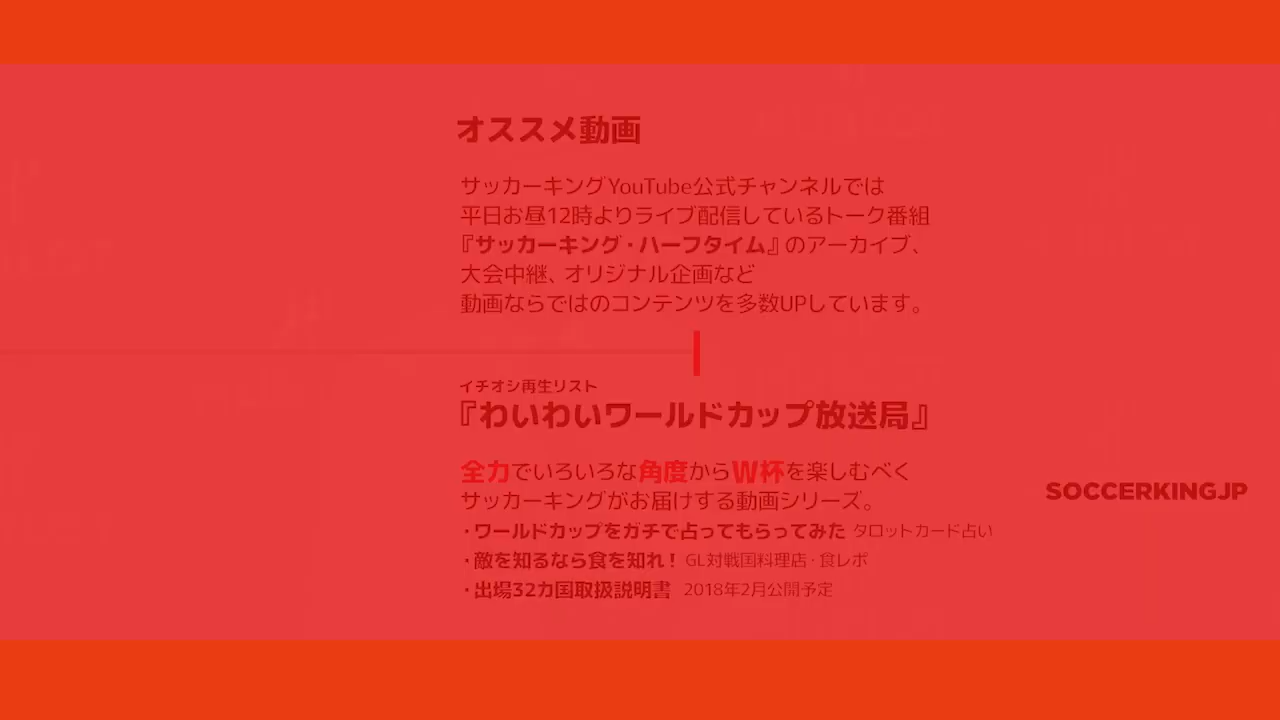 オススメ動画
サッカーキングYouTube公式チャンネルでは
平日お昼12時よりライブ配信しているトーク番組
『サッカーキング・ハーフタイム』のアーカイブ、
大会中継、オリジナル企画など
動画ならではのコンテンツを多数UPしています。
イチオシ再生リスト
『わいわいワールドカップ放送局』
全力でいろいろな角度からW杯を楽しむべく
サッカーキングがお届けする動画シリーズ。
・ワールドカップをガチで占ってもらってみた タロットカード占い
・敵を知るなら食を知れ! GL対戦国料理店・食レポ
・出場32カ国取扱説明書 2018年2月公開予定
SOCCERKINGJP